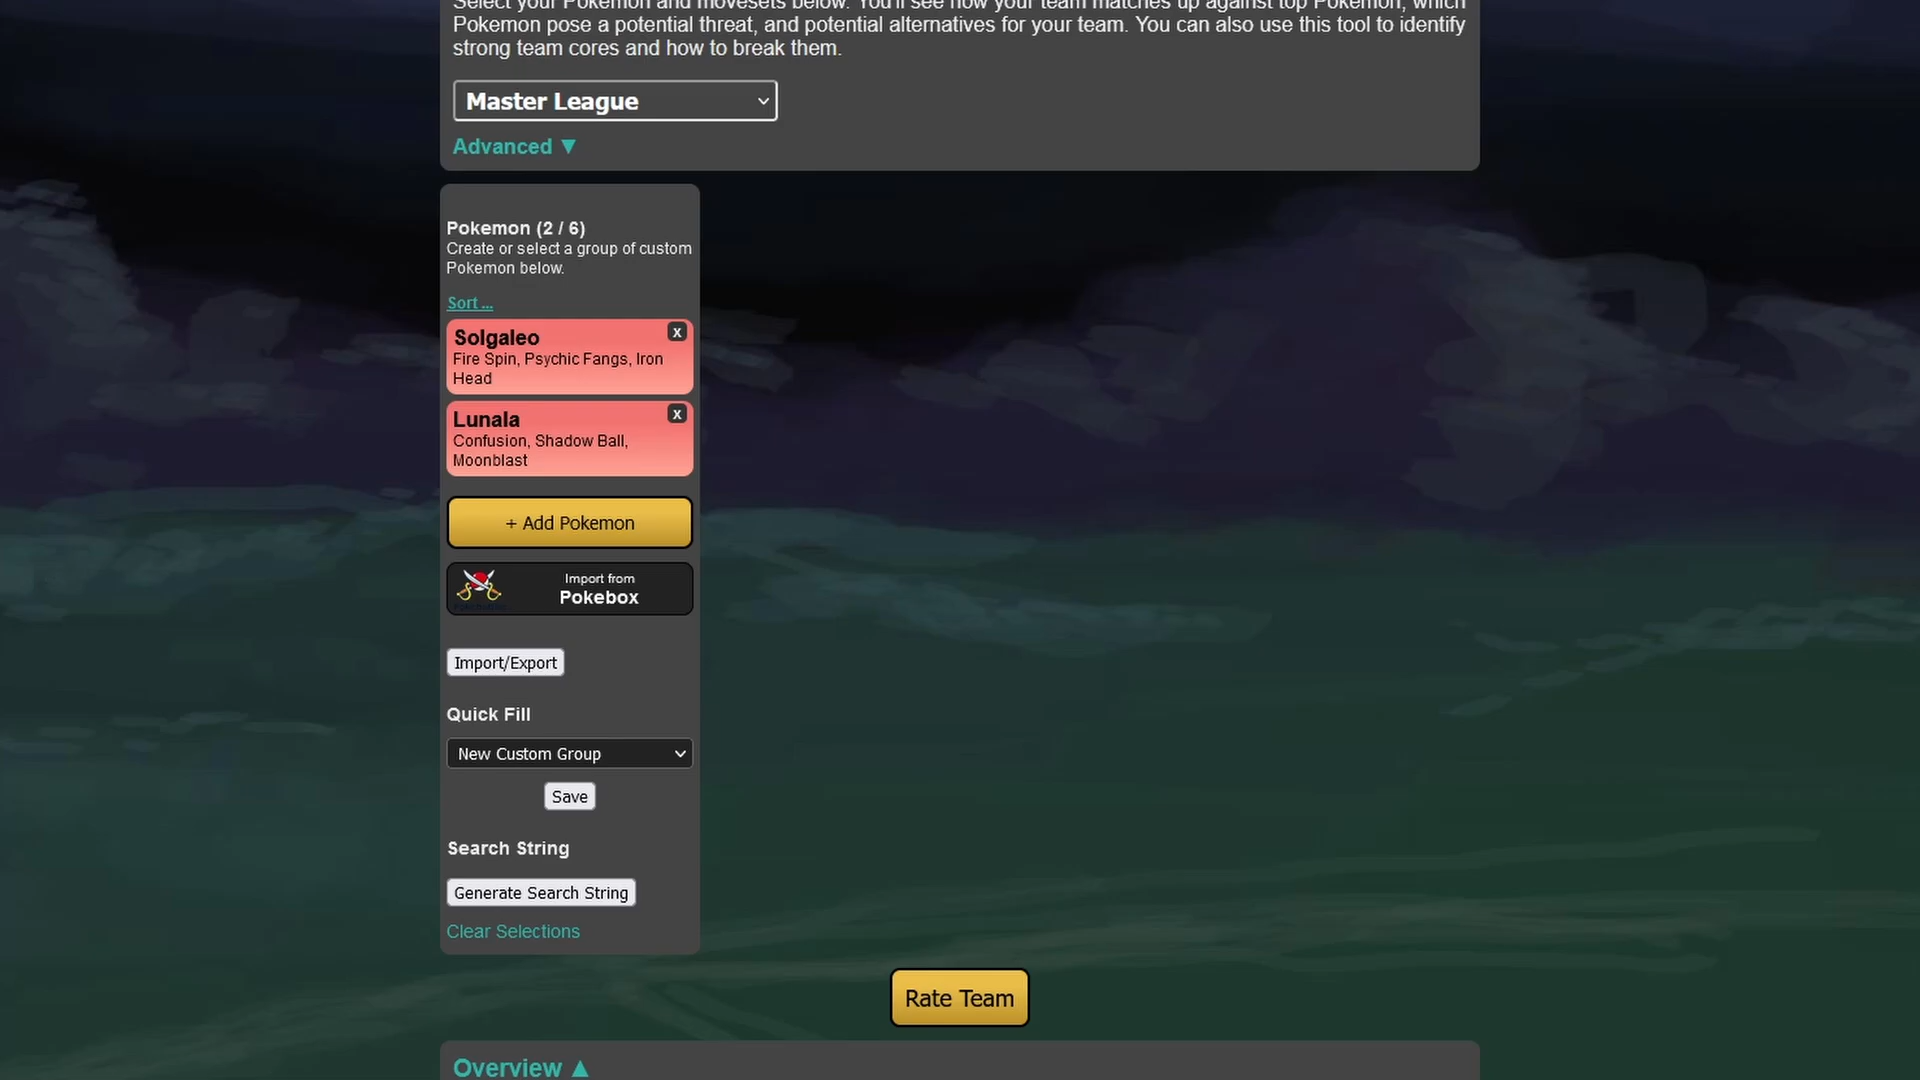 Select your Pokemon and movesets below. You'll see how your team matches up against top Pokemon, which
Pokemon pose a potential threat, and potential alternatives for your team. You can also use this tool to identify
strong team cores and how to break them.
Master League
Advanced ▼
Pokemon (2 / 6)
Create or select a group of custom
Pokemon below.
Sort ...
Solgaleo
x
Fire Spin, Psychic Fangs, Iron
Head
Lunala
x
Confusion, Shadow Ball,
Moonblast
+ Add Pokemon
Import from
Pokebox
Import/Export
Quick Fill
New Custom Group
Save
Search String
Generate Search String
Clear Selections
Rate Team
Overview ▲